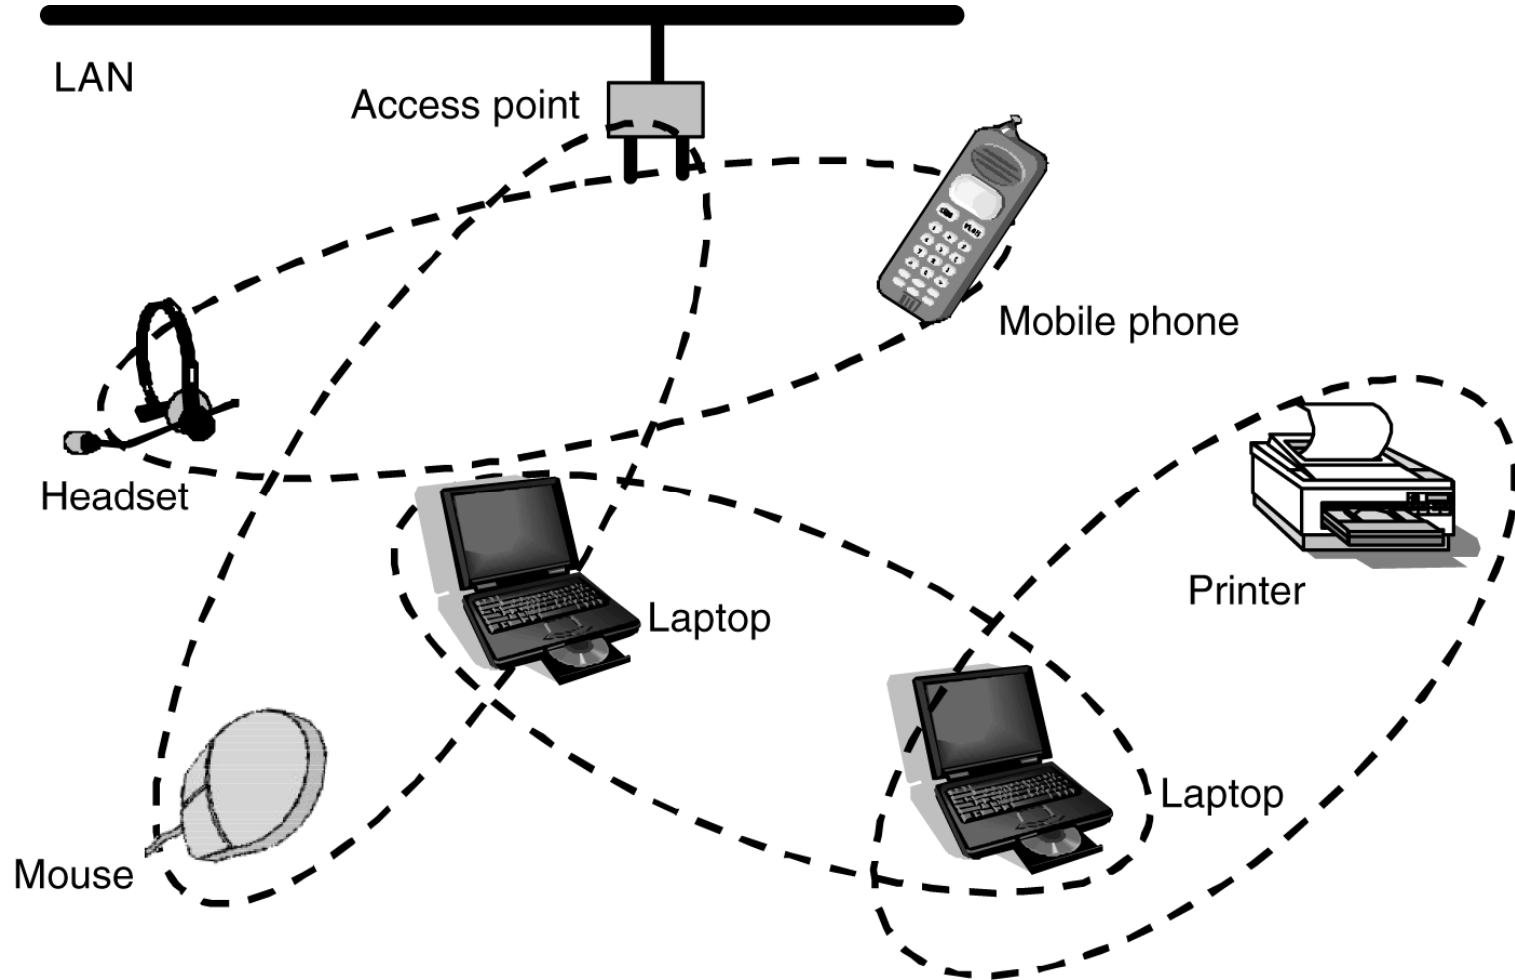 LAN
Access point
Mobile phone
Headset
Printer
Laptop
Laptop
Mouse